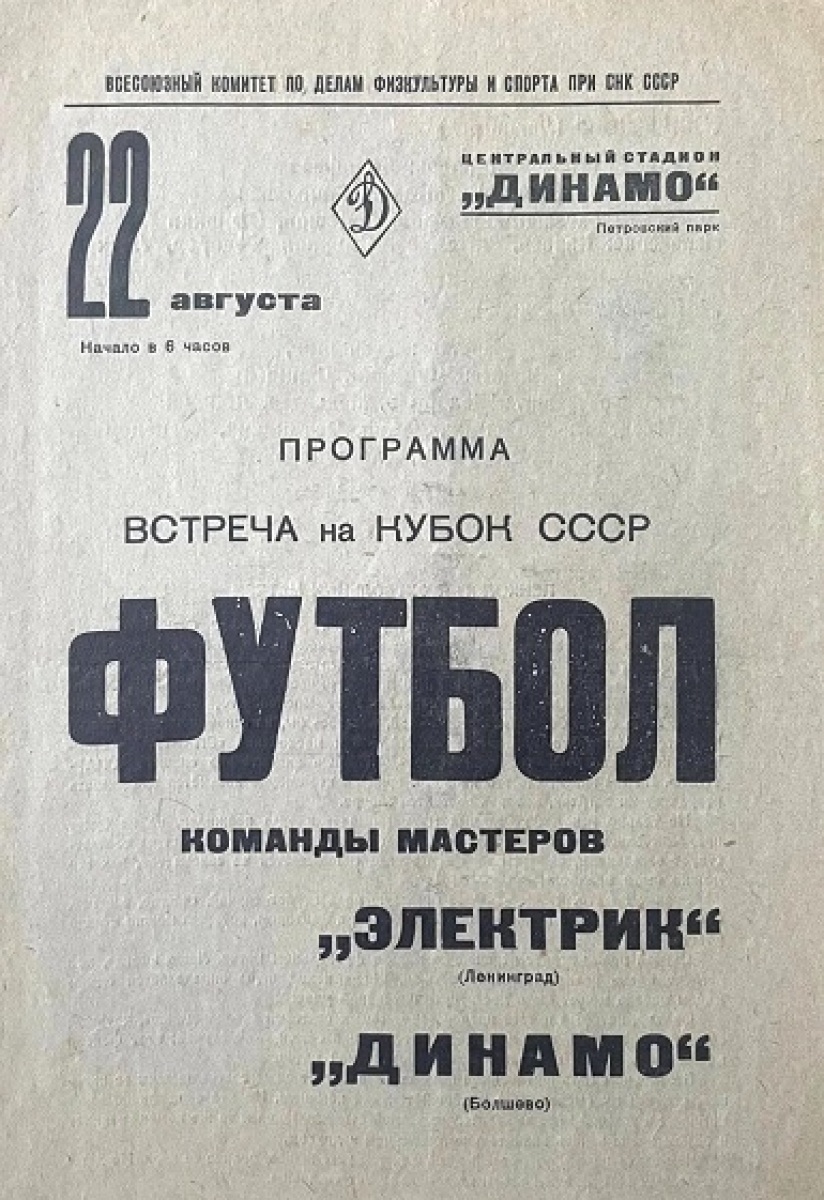 ВСЕСОЮЗНЫЙ КОМИТЕТ ПО ДЕЛАМ ФИЗКУЛЬТУРЫ И СПОРТА ПРИ СНК СССР
22 августа
Начало в 6 часов
Д
ЦЕНТРАЛЬНЫЙ СТАДИОН
„ДИНАМО“
Петровский парк
ПРОГРАММА
ВСТРЕЧА на КУБОК СССР
ФУТБОЛ
КОМАНДЫ МАСТЕРОВ
„ЭЛЕКТРИК“
(Ленинград)
„ДИНАМО“
(Болшево)